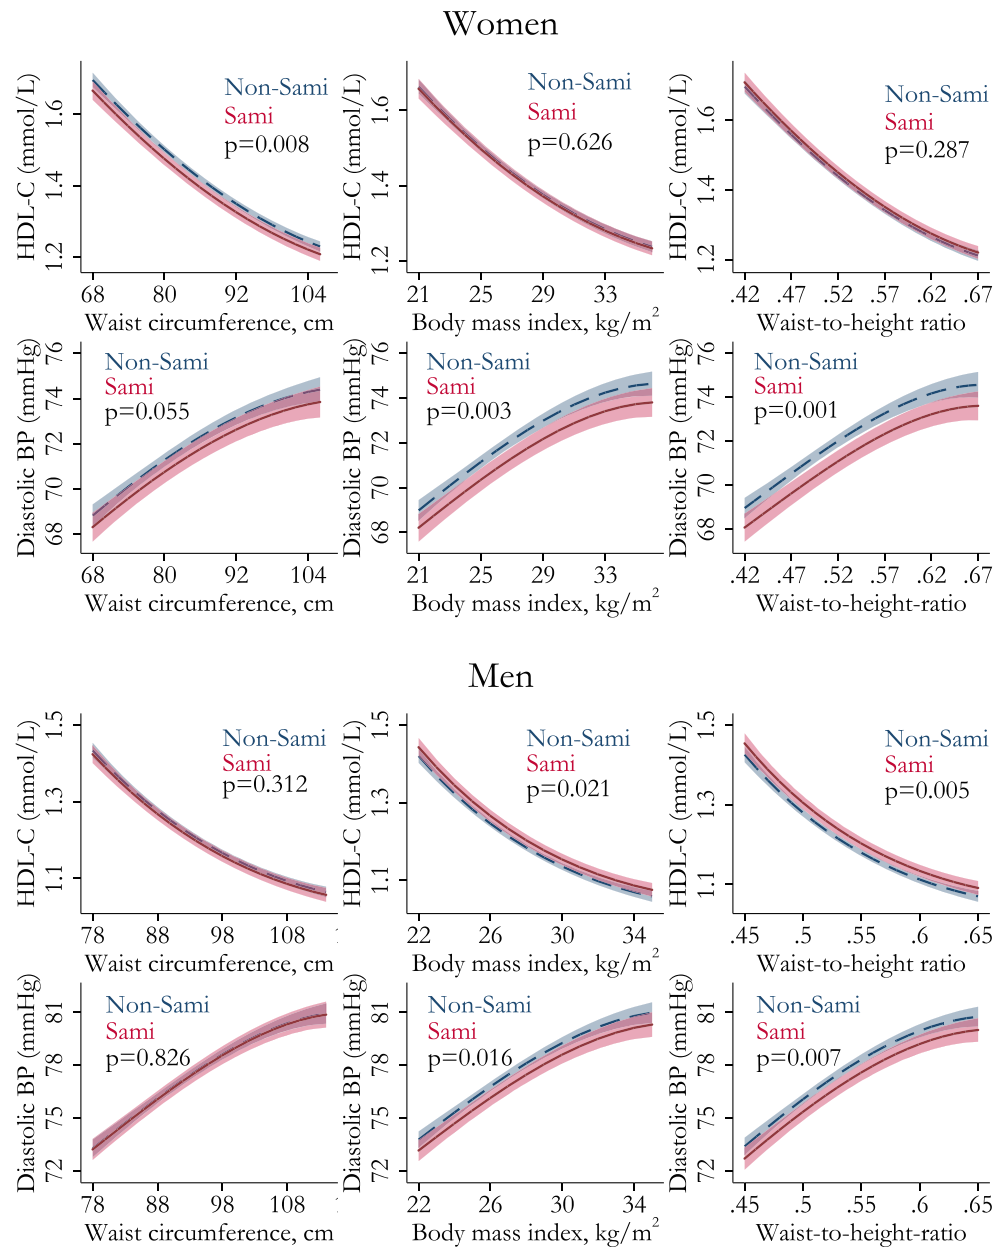 Women
HDL-C (mmol/L)
1.6
1.4
1.2
Non-Sami
Sami
p=0.008
68 80 92 104
Waist circumference, cm
HDL-C (mmol/L)
1.6
1.4
1.2
Non-Sami
Sami
p=0.626
21 25 29 33
Body mass index, kg/m²
HDL-C (mmol/L)
1.6
1.4
1.2
Non-Sami
Sami
p=0.287
.42 .47 .52 .57 .62 .67
Waist-to-height ratio
Diastolic BP (mmHg)
76
74
72
70
68
Non-Sami
Sami
p=0.055
68 80 92 104
Waist circumference, cm
Diastolic BP (mmHg)
76
74
72
70
68
Non-Sami
Sami
p=0.003
21 25 29 33
Body mass index, kg/m²
Diastolic BP (mmHg)
76
74
72
70
68
Non-Sami
Sami
p=0.001
.42 .47 .52 .57 .62 .67
Waist-to-height-ratio
Men
HDL-C (mmol/L)
1.5
1.3
1.1
Non-Sami
Sami
p=0.312
78 88 98 108
Waist circumference, cm
HDL-C (mmol/L)
1.5
1.3
1.1
Non-Sami
Sami
p=0.021
22 26 30 34
Body mass index, kg/m²
HDL-C (mmol/L)
1.5
1.3
1.1
Non-Sami
Sami
p=0.005
.45 .5 .55 .6 .65
Waist-to-height ratio
Diastolic BP (mmHg)
81
78
75
72
Non-Sami
Sami
p=0.826
78 88 98 108
Waist circumference, cm
Diastolic BP (mmHg)
81
78
75
72
Non-Sami
Sami
p=0.016
22 26 30 34
Body mass index, kg/m²
Diastolic BP (mmHg)
81
78
75
72
Non-Sami
Sami
p=0.007
.45 .5 .55 .6 .65
Waist-to-height-ratio